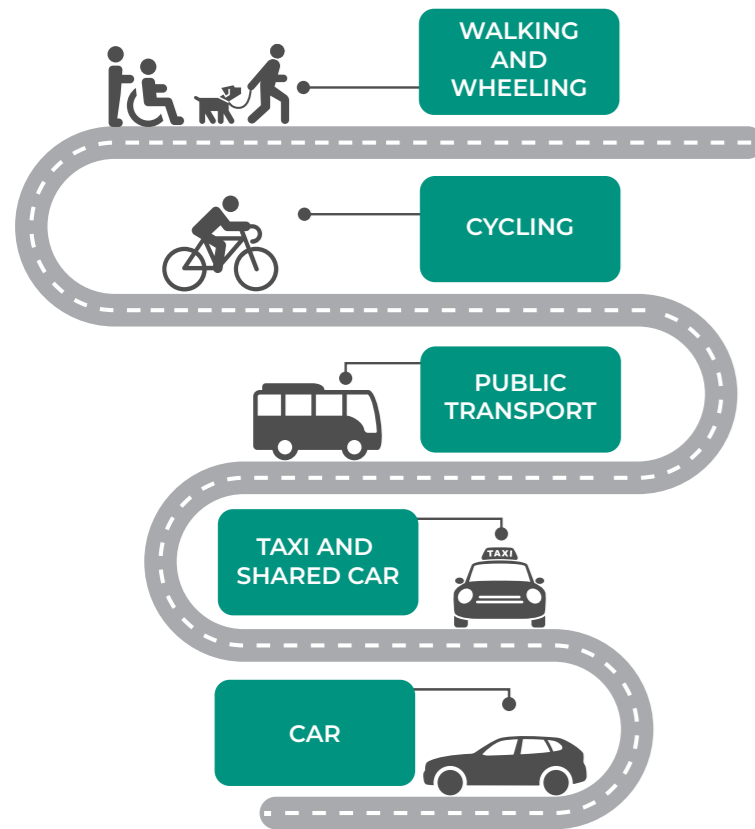 WALKING
AND
WHEELING
CYCLING
PUBLIC
TRANSPORT
TAXI AND
SHARED CAR
TAXI
CAR